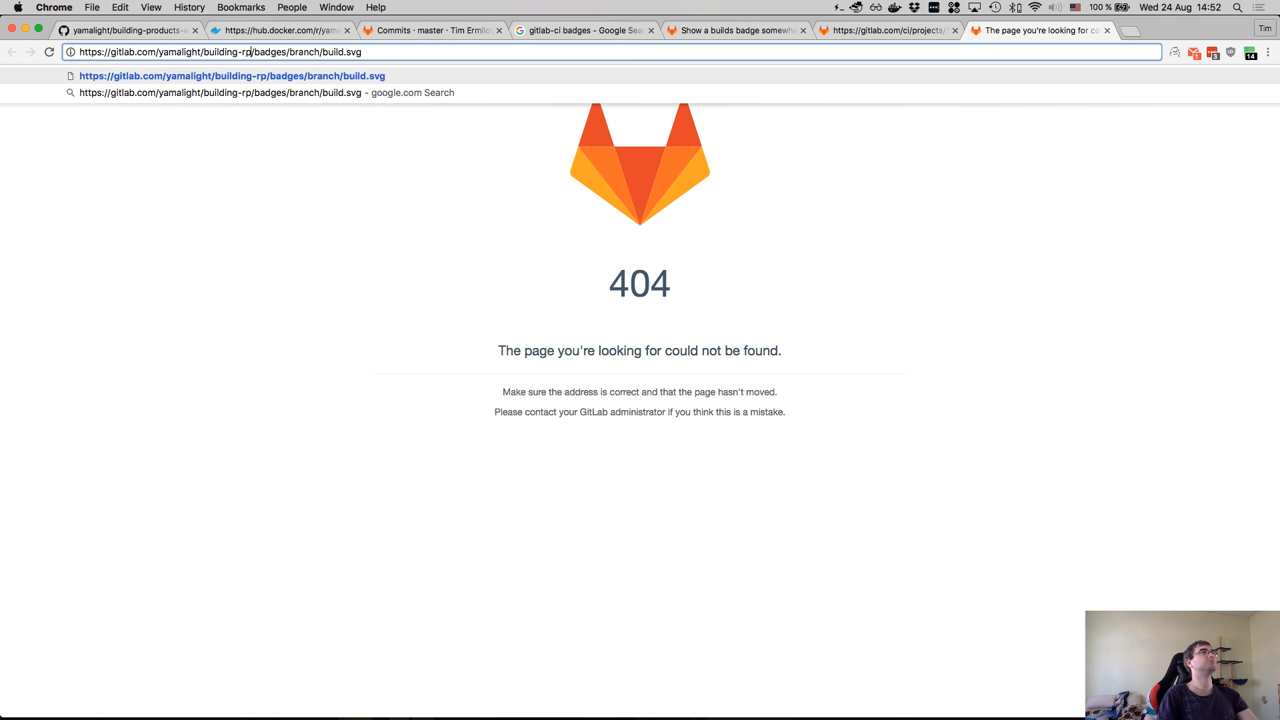 Chrome File Edit View History Bookmarks People Window Help 100 % Wed 24 Aug 14:52
yamalight/building-products- https://hub.docker.com/r/yama Commits · master · Tim Ermilo gitlab-ci badges - Google Sea Show a builds badge somewhe https://gitlab.com/ci/projects/ The page you're looking for co Tim
https://gitlab.com/yamalight/building-rp/badges/branch/build.svg
https://gitlab.com/yamalight/building-rp/badges/branch/build.svg
https://gitlab.com/yamalight/building-rp/badges/branch/build.svg - google.com Search
404
The page you're looking for could not be found.
Make sure the address is correct and that the page hasn't moved.
Please contact your GitLab administrator if you think this is a mistake.